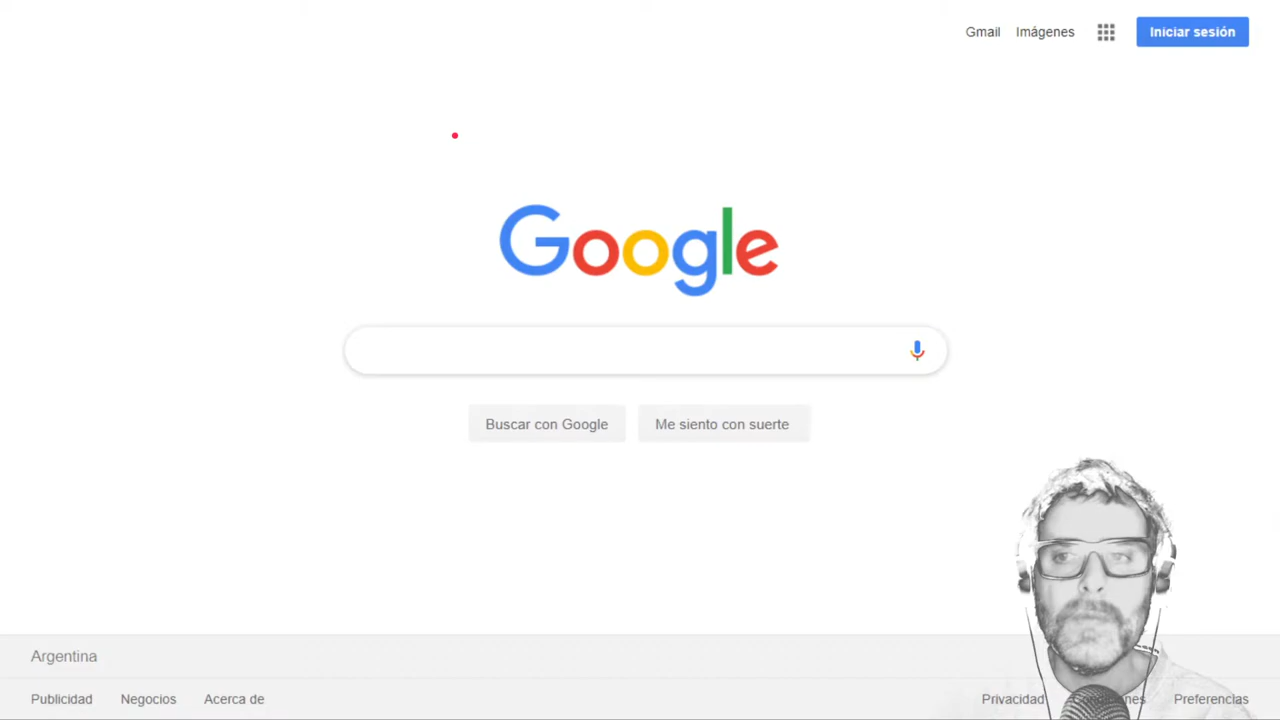 Gmail Imágenes Iniciar sesión
Google
Buscar con Google Me siento con suerte
Argentina
Publicidad Negocios Acerca de Privacidad Preferencias